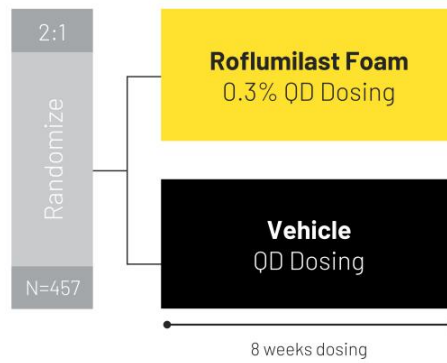 2:1
Randomize
N=457
Roflumilast Foam
0.3% QD Dosing
Vehicle
QD Dosing
8 weeks dosing